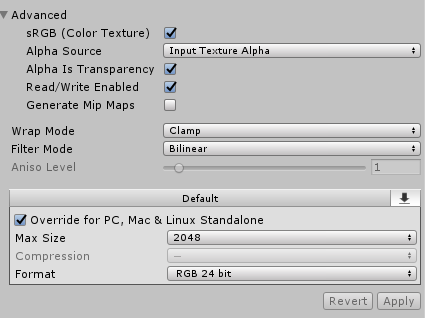 Advanced
sRGB (Color Texture)
Alpha Source Input Texture Alpha
Alpha Is Transparency
Read/Write Enabled
Generate Mip Maps
Wrap Mode Clamp
Filter Mode Bilinear
Aniso Level 1
Default
Override for PC, Mac & Linux Standalone
Max Size 2048
Compression —
Format RGB 24 bit
Revert Apply